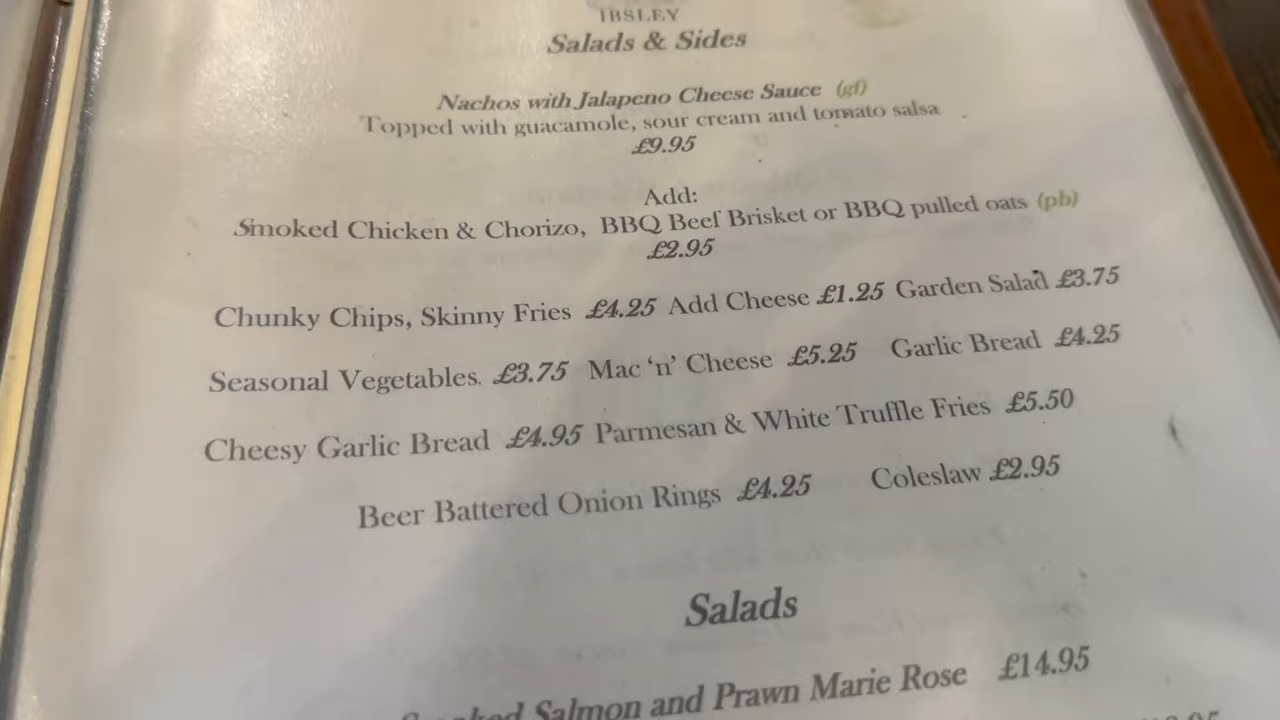 IBSLEY
Salads & Sides
Nachos with Jalapeno Cheese Sauce (gf)
Topped with guacamole, sour cream and tomato salsa
£9.95
Add:
Smoked Chicken & Chorizo, BBQ Beef Brisket or BBQ pulled oats (pb)
£2.95
Chunky Chips, Skinny Fries £4.25 Add Cheese £1.25 Garden Salad £3.75
Seasonal Vegetables. £3.75 Mac 'n' Cheese £5.25 Garlic Bread £4.25
Cheesy Garlic Bread £4.95 Parmesan & White Truffle Fries £5.50
Beer Battered Onion Rings £4.25 Coleslaw £2.95
Salads
Smoked Salmon and Prawn Marie Rose £14.95